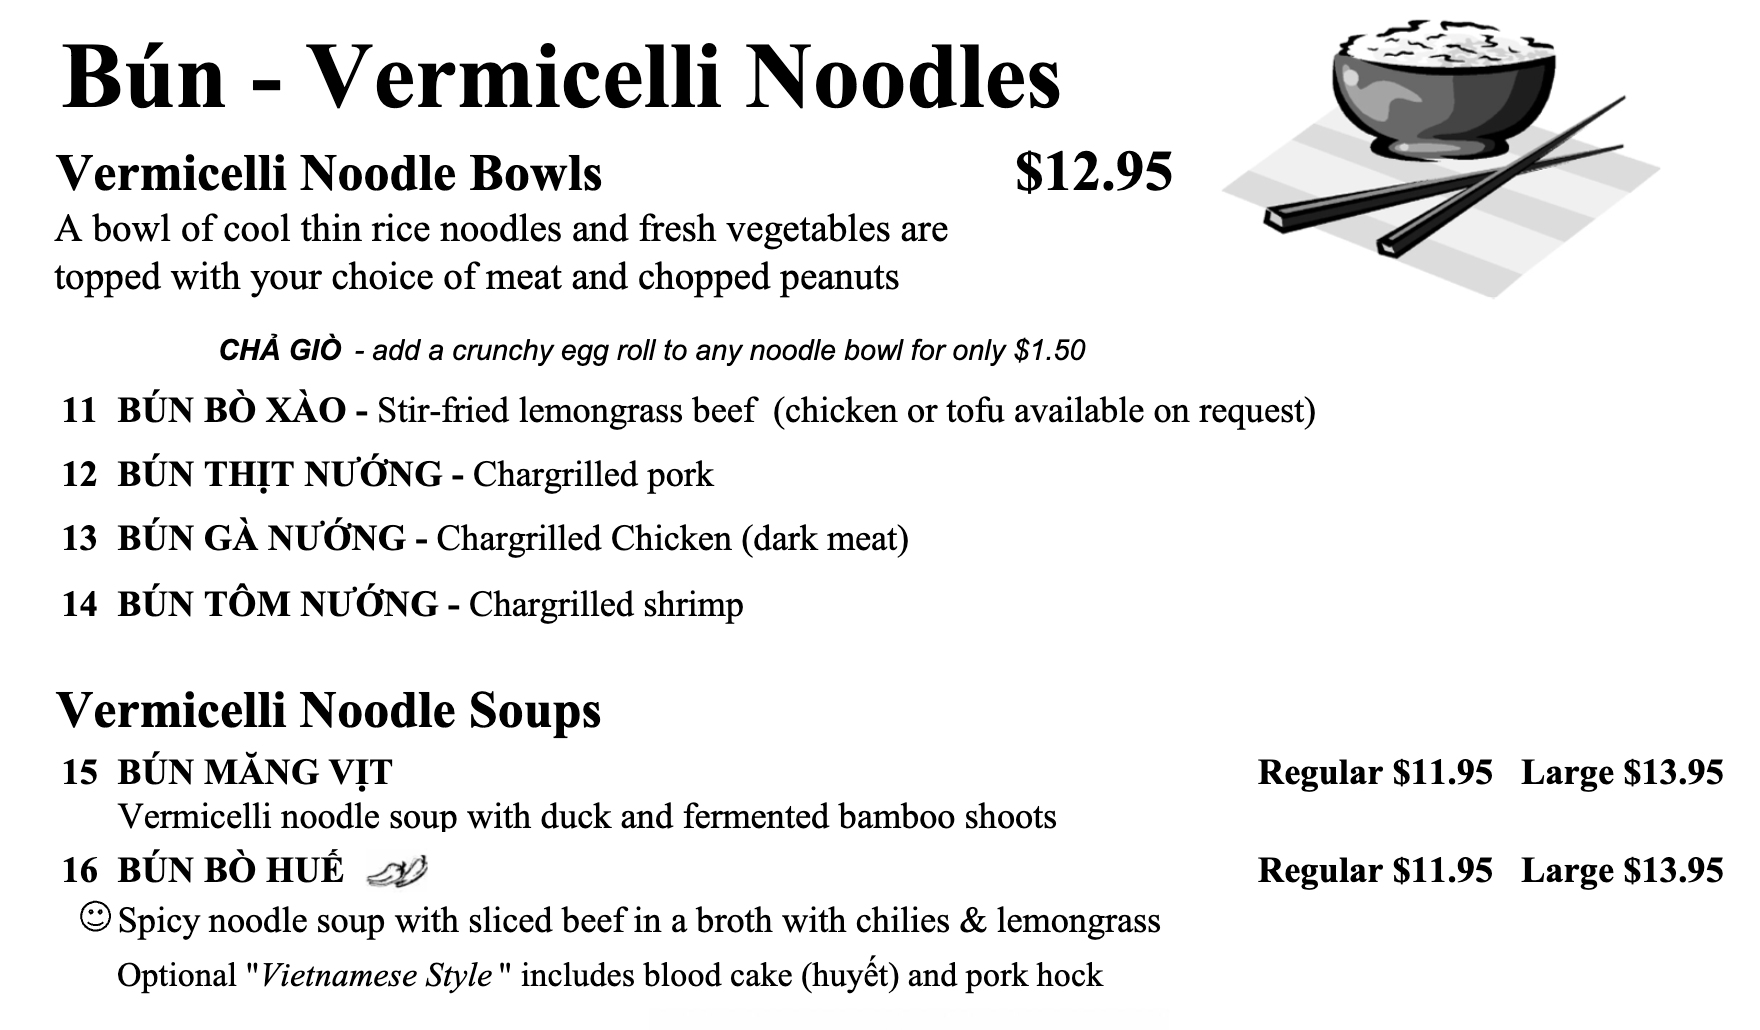 Bún - Vermicelli Noodles
Vermicelli Noodle Bowls $12.95
A bowl of cool thin rice noodles and fresh vegetables are
topped with your choice of meat and chopped peanuts
CHẢ GIÒ - add a crunchy egg roll to any noodle bowl for only $1.50
11 BÚN BÒ XÀO - Stir-fried lemongrass beef (chicken or tofu available on request)
12 BÚN THỊT NƯỚNG - Chargrilled pork
13 BÚN GÀ NƯỚNG - Chargrilled Chicken (dark meat)
14 BÚN TÔM NƯỚNG - Chargrilled shrimp
Vermicelli Noodle Soups
15 BÚN MĂNG VỊT Regular $11.95 Large $13.95
Vermicelli noodle soup with duck and fermented bamboo shoots
16 BÚN BÒ HUẾ Regular $11.95 Large $13.95
Spicy noodle soup with sliced beef in a broth with chilies & lemongrass
Optional "Vietnamese Style" includes blood cake (huyết) and pork hock